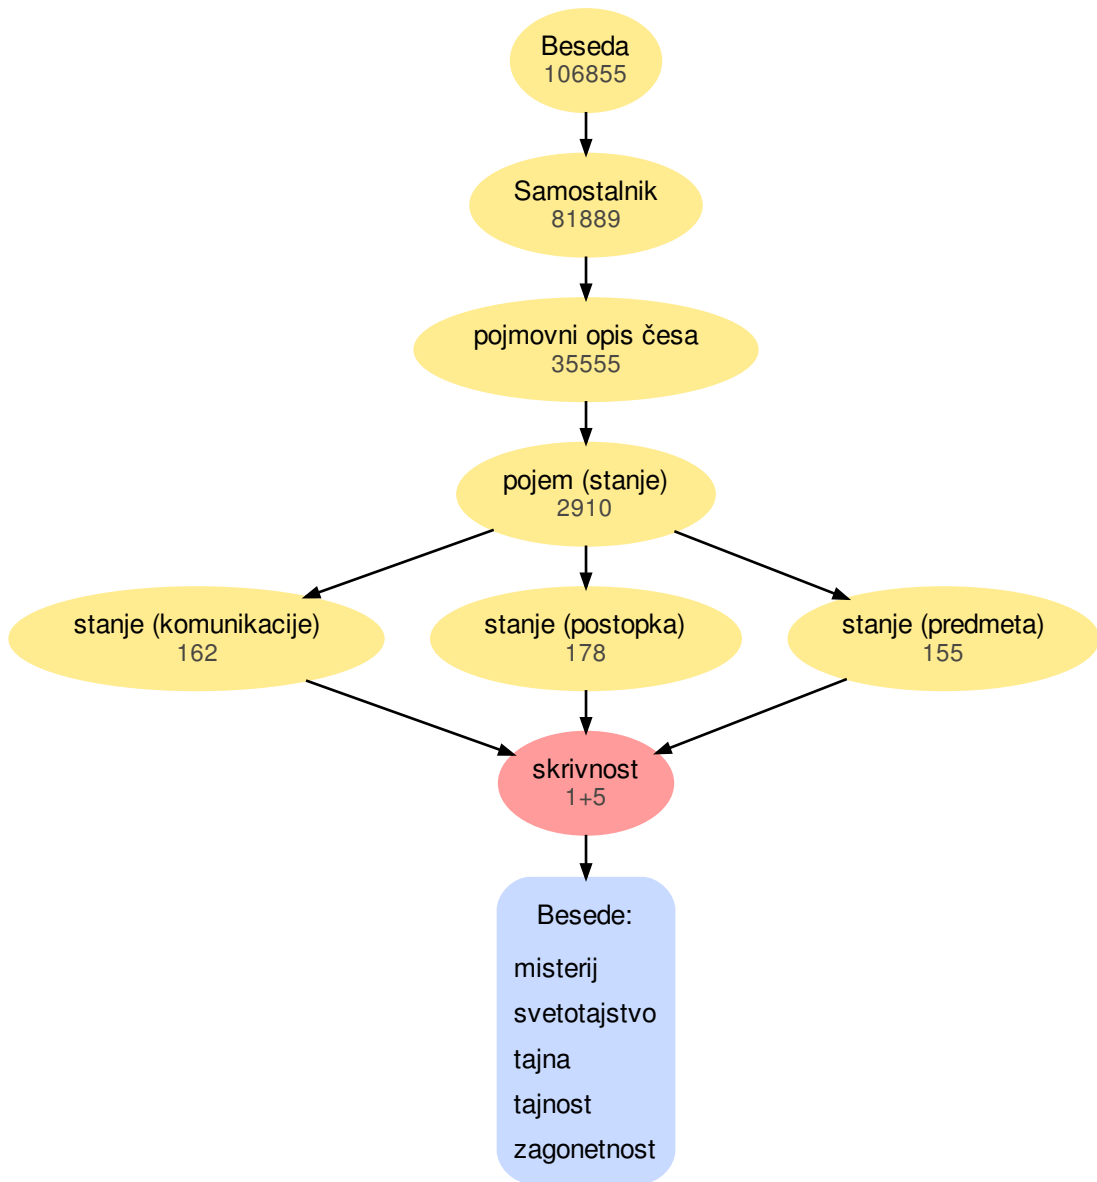 Beseda
106855
Samostalnik
81889
pojmovni opis česa
35555
pojem (stanje)
2910
stanje (komunikacije)
162
stanje (postopka)
178
stanje (predmeta)
155
skrivnost
1+5
Besede:
misterij
svetotajstvo
tajna
tajnost
zagonetnost